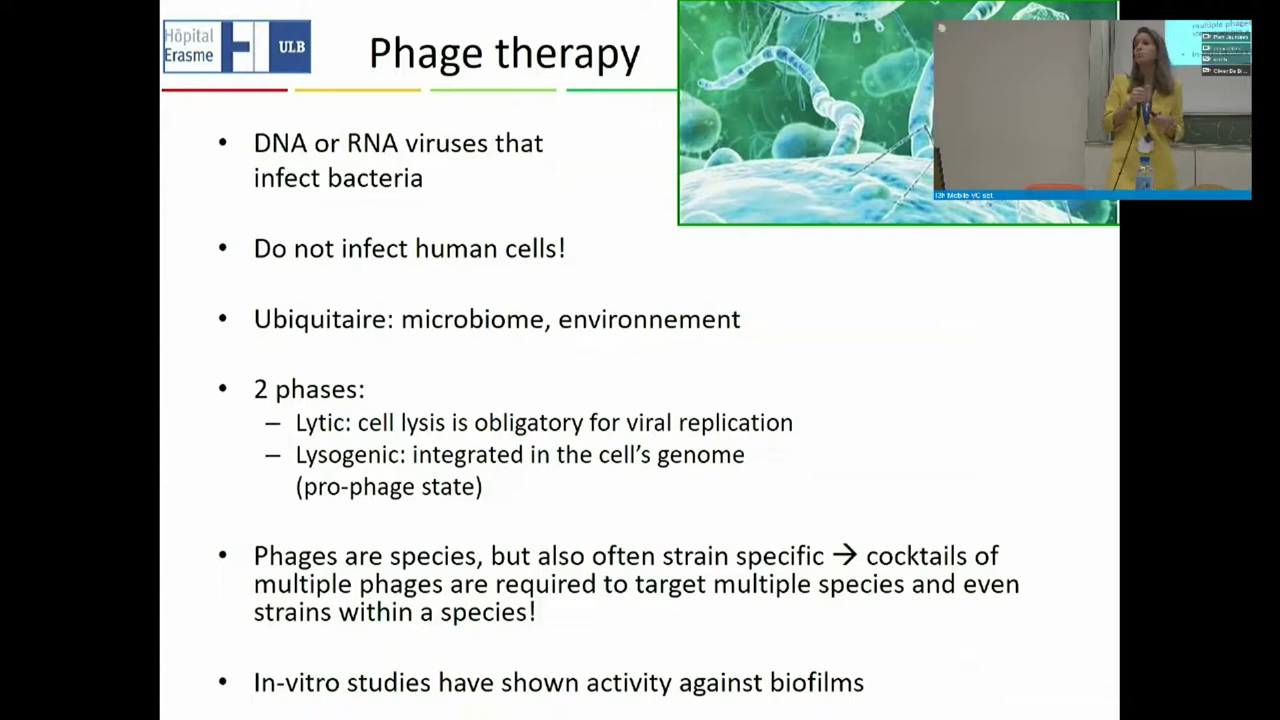 Hôpital
Erasme
ULB
Phage therapy
• DNA or RNA viruses that
infect bacteria
• Do not infect human cells!
• Ubiquitaire: microbiome, environnement
• 2 phases:
– Lytic: cell lysis is obligatory for viral replication
– Lysogenic: integrated in the cell’s genome
(pro-phage state)
• Phages are species, but also often strain specific → cocktails of
multiple phages are required to target multiple species and even
strains within a species!
• In-vitro studies have shown activity against biofilms
multiple phages